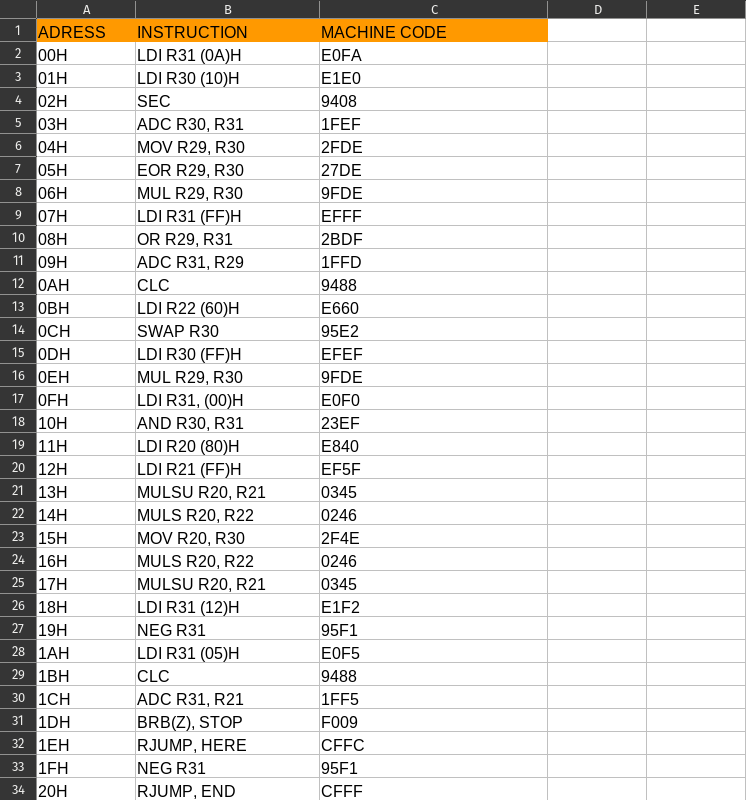 A B C D E
1 ADRESS INSTRUCTION MACHINE CODE
2 00H LDI R31 (0A)H E0FA
3 01H LDI R30 (10)H E1E0
4 02H SEC 9408
5 03H ADC R30, R31 1FEF
6 04H MOV R29, R30 2FDE
7 05H EOR R29, R30 27DE
8 06H MUL R29, R30 9FDE
9 07H LDI R31 (FF)H EFFF
10 08H OR R29, R31 2BDF
11 09H ADC R31, R29 1FFD
12 0AH CLC 9488
13 0BH LDI R22 (60)H E660
14 0CH SWAP R30 95E2
15 0DH LDI R30 (FF)H EFEF
16 0EH MUL R29, R30 9FDE
17 0FH LDI R31, (00)H E0F0
18 10H AND R30, R31 23EF
19 11H LDI R20 (80)H E840
20 12H LDI R21 (FF)H EF5F
21 13H MULSU R20, R21 0345
22 14H MULS R20, R22 0246
23 15H MOV R20, R30 2F4E
24 16H MULS R20, R22 0246
25 17H MULSU R20, R21 0345
26 18H LDI R31 (12)H E1F2
27 19H NEG R31 95F1
28 1AH LDI R31 (05)H E0F5
29 1BH CLC 9488
30 1CH ADC R31, R21 1FF5
31 1DH BRB(Z), STOP F009
32 1EH RJUMP, HERE CFFC
33 1FH NEG R31 95F1
34 20H RJUMP, END CFFF